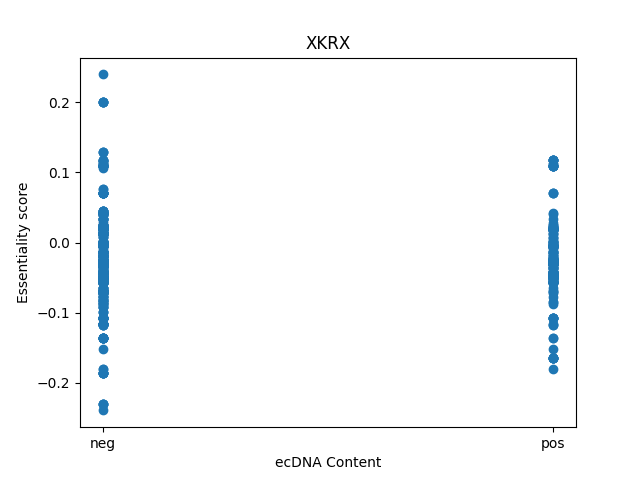 XKRX
Essentiality score
0.2
0.1
0.0
−0.1
−0.2
neg
pos
ecDNA Content